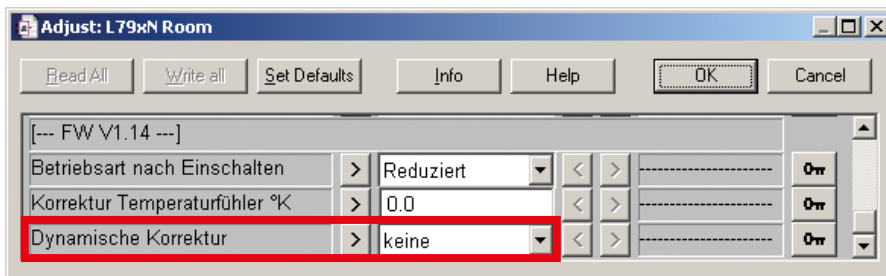 Adjust: L79xN Room
Read All Write all Set Defaults Info Help OK Cancel
[--- FW V1.14 ---]
Betriebsart nach Einschalten > Reduziert < > ----------------------
Korrektur Temperaturfühler °K > 0.0 < > ----------------------
Dynamische Korrektur > keine < > ----------------------